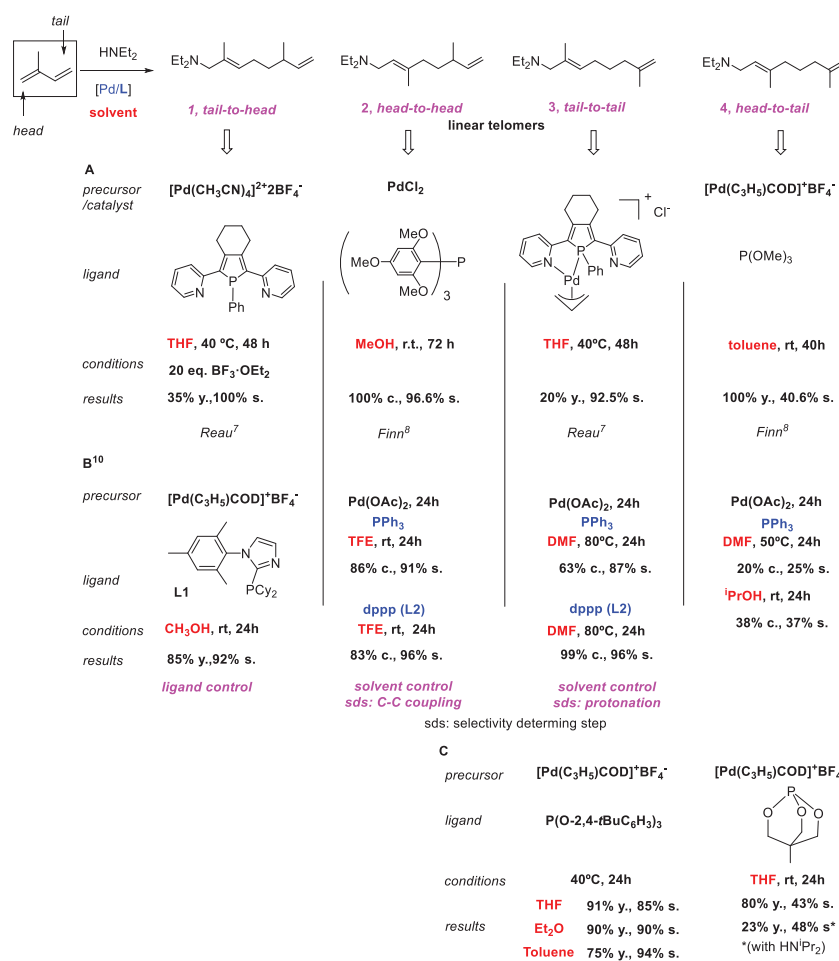 tail
HNEt2
[Pd/L]
solvent
head
Et2N
1, tail-to-head
Et2N
2, head-to-head
Et2N
3, tail-to-tail
Et2N
4, head-to-tail
linear telomers
A
precursor
/catalyst
[Pd(CH3CN)4]2+2BF4-
PdCl2
+
Cl-
N
P
Ph
N
Pd
[Pd(C3H5)COD]+BF4-
ligand
N
P
Ph
N
MeO
OMe
OMe
P
3
P(OMe)3
conditions
THF, 40 ºC, 48 h
20 eq. BF3·OEt2
MeOH, r.t., 72 h
THF, 40ºC, 48h
toluene, rt, 40h
results
35% y.,100% s.
100% c., 96.6% s.
20% y., 92.5% s.
100% y., 40.6% s.
Reau7
Finn8
Reau7
Finn8
B10
precursor
[Pd(C3H5)COD]+BF4-
Pd(OAc)2, 24h
Pd(OAc)2, 24h
Pd(OAc)2, 24h
PPh3
PPh3
PPh3
TFE, rt, 24h
DMF, 80ºC, 24h
DMF, 50ºC, 24h
86% c., 91% s.
63% c., 87% s.
20% c., 25% s.
ligand
N
N
PCy2
L1
iPrOH, rt, 24h
dppp (L2)
dppp (L2)
38% c., 37% s.
conditions
CH3OH, rt, 24h
TFE, rt, 24h
DMF, 80ºC, 24h
results
85% y.,92% s.
83% c., 96% s.
99% c., 96% s.
ligand control
solvent control
sds: C-C coupling
solvent control
sds: protonation
sds: selectivity determing step
C
precursor
[Pd(C3H5)COD]+BF4-
[Pd(C3H5)COD]+BF4
ligand
P(O-2,4-tBuC6H3)3
P
O
O
O
conditions
40ºC, 24h
THF, rt, 24h
THF 91% y., 85% s.
80% y., 43% s.
results
Et2O 90% y., 90% s.
23% y., 48% s*
Toluene 75% y., 94% s.
*(with HNiPr2)